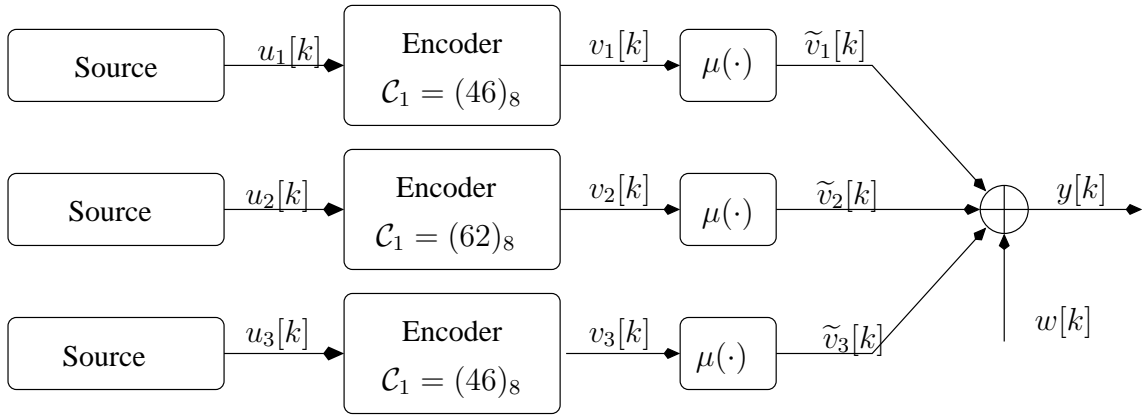 Source
u₁[k]
Encoder
𝒞₁ = (46)₈
v₁[k]
μ(·)
ṽ₁[k]
Source
u₂[k]
Encoder
𝒞₁ = (62)₈
v₂[k]
μ(·)
ṽ₂[k]
y[k]
Source
u₃[k]
Encoder
𝒞₁ = (46)₈
v₃[k]
μ(·)
ṽ₃[k]
w[k]